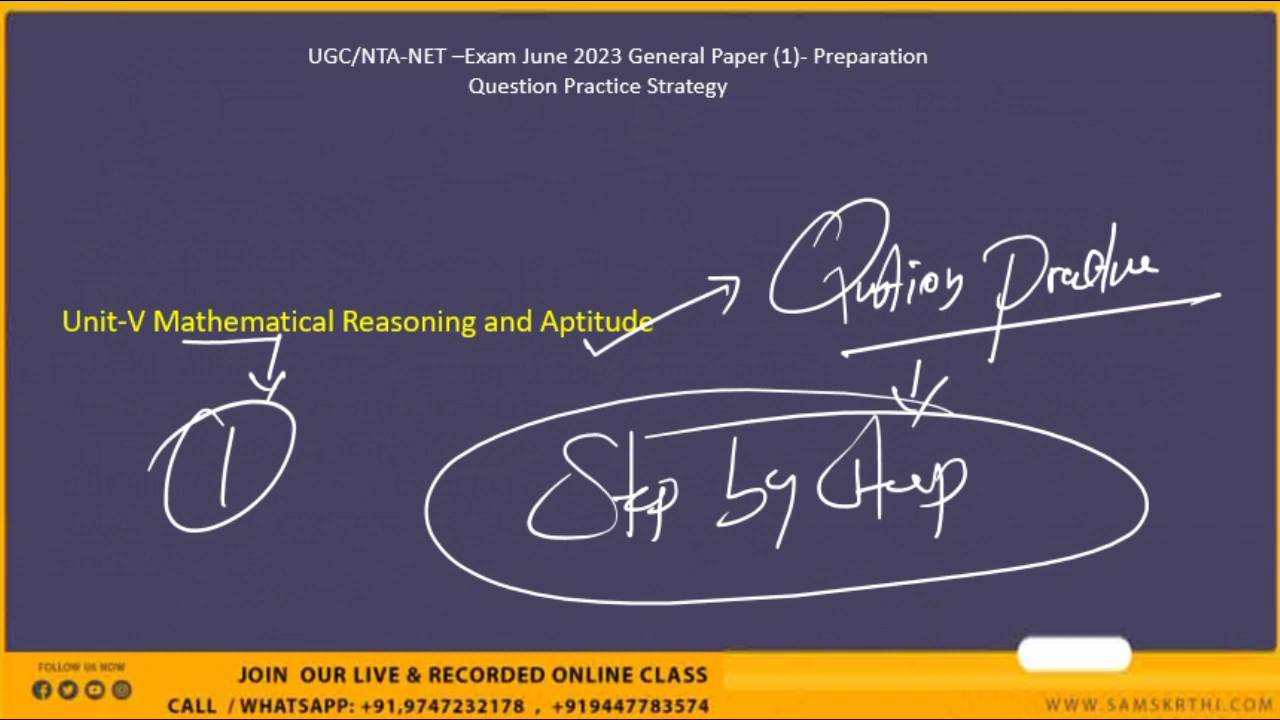 UGC/NTA-NET –Exam June 2023 General Paper (1)- Preparation
Question Practice Strategy
Question Practice
Unit-V Mathematical Reasoning and Aptitude
1
Step by Step
FOLLOW US NOW
JOIN OUR LIVE & RECORDED ONLINE CLASS
CALL / WHATSAPP: +91,9747232178 , +919447783574
WWW.SAMSKRTHI.COM